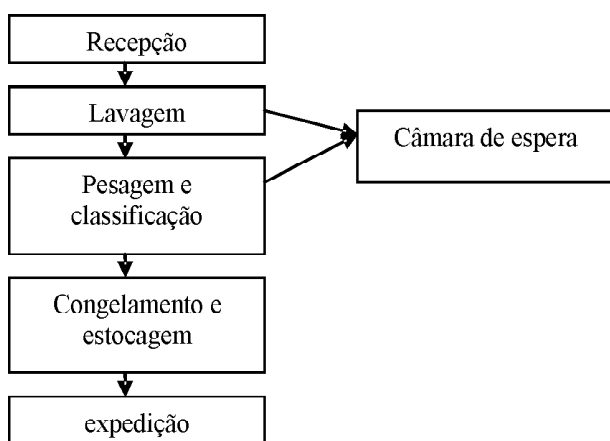 Recepção
Lavagem
Câmara de espera
Pesagem e
classificação
Congelamento e
estocagem
expedição